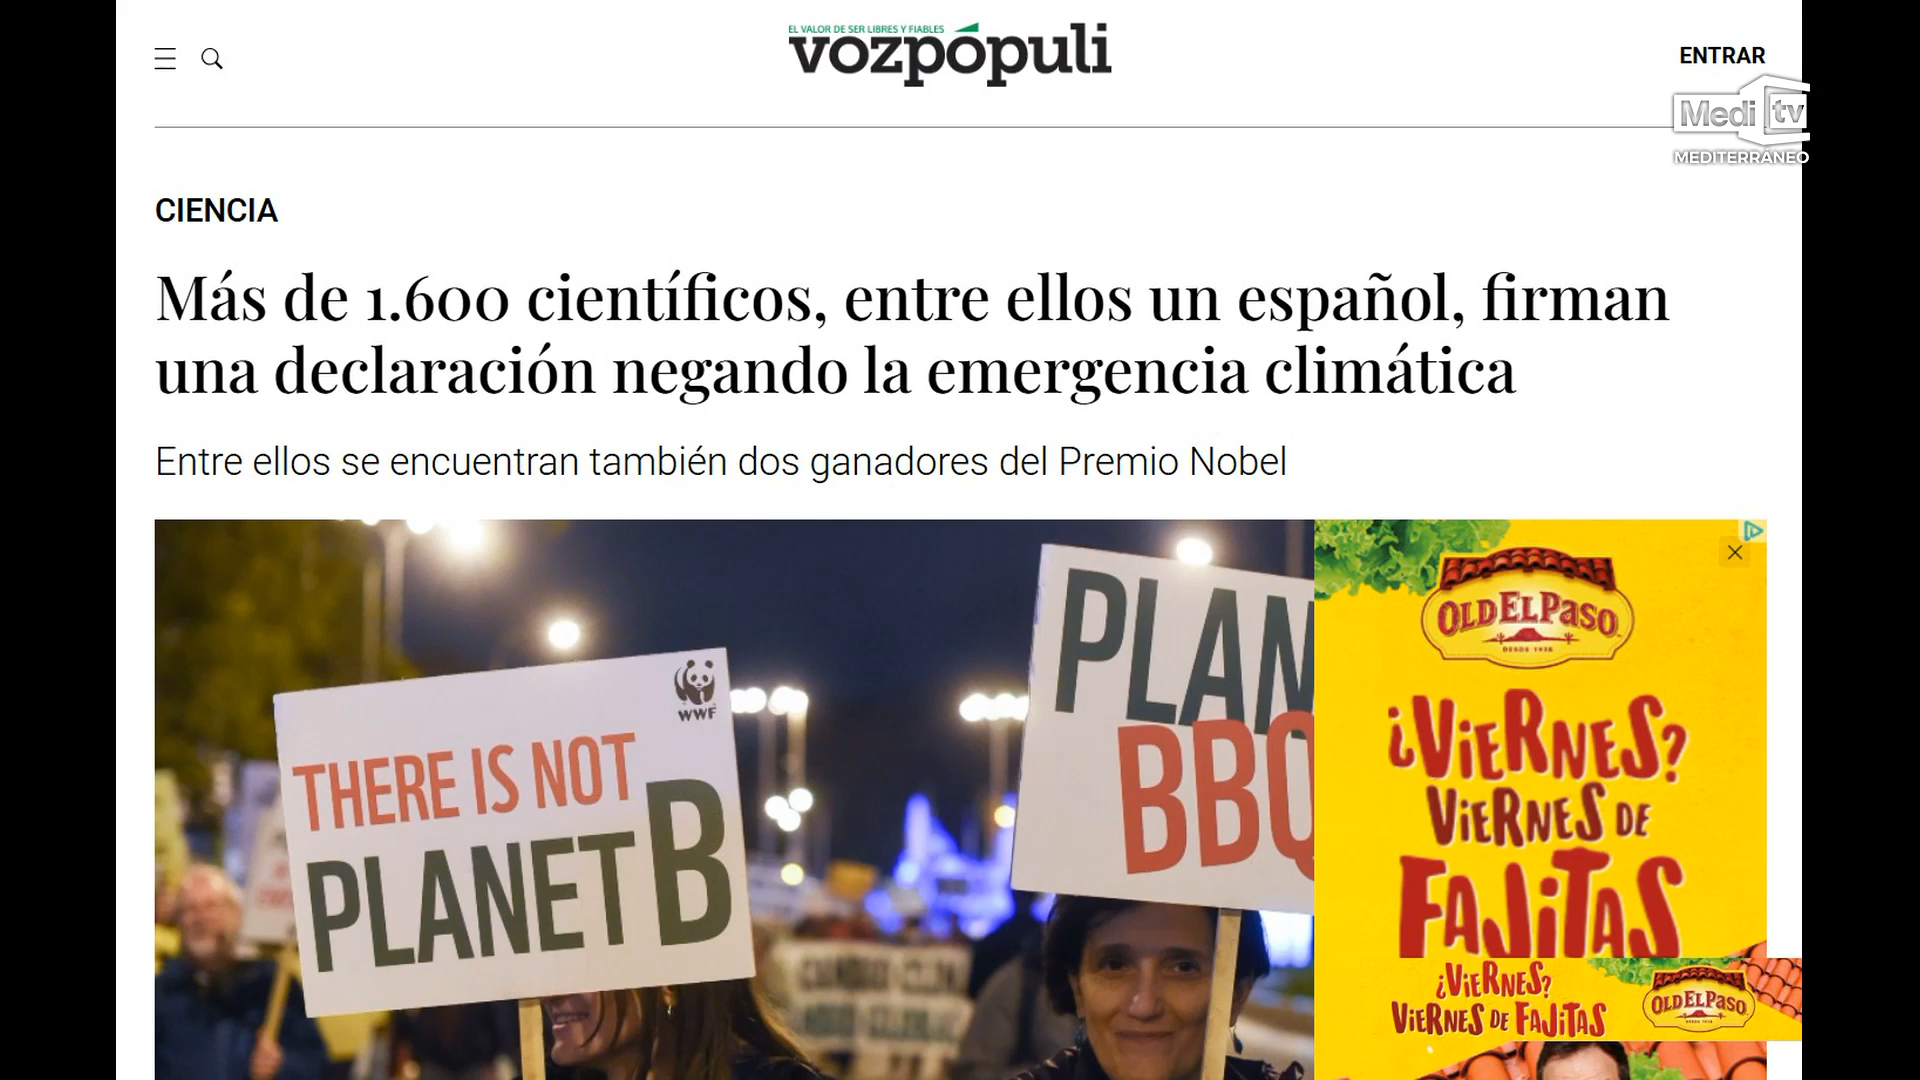 EL VALOR DE SER LIBRES Y FIABLES
vozpópuli
ENTRAR
Medi tv
MEDITERRÁNEO
CIENCIA
Más de 1.600 científicos, entre ellos un español, firman
una declaración negando la emergencia climática
Entre ellos se encuentran también dos ganadores del Premio Nobel
WWF
THERE IS NOT
PLANET B
PLAN
BBQ
OLD EL PASO
DESDE 1938
¿VIERNES?
VIERNES DE
FAJITAS
¿VIERNES?
VIERNES DE FAJITAS
OLD EL PASO